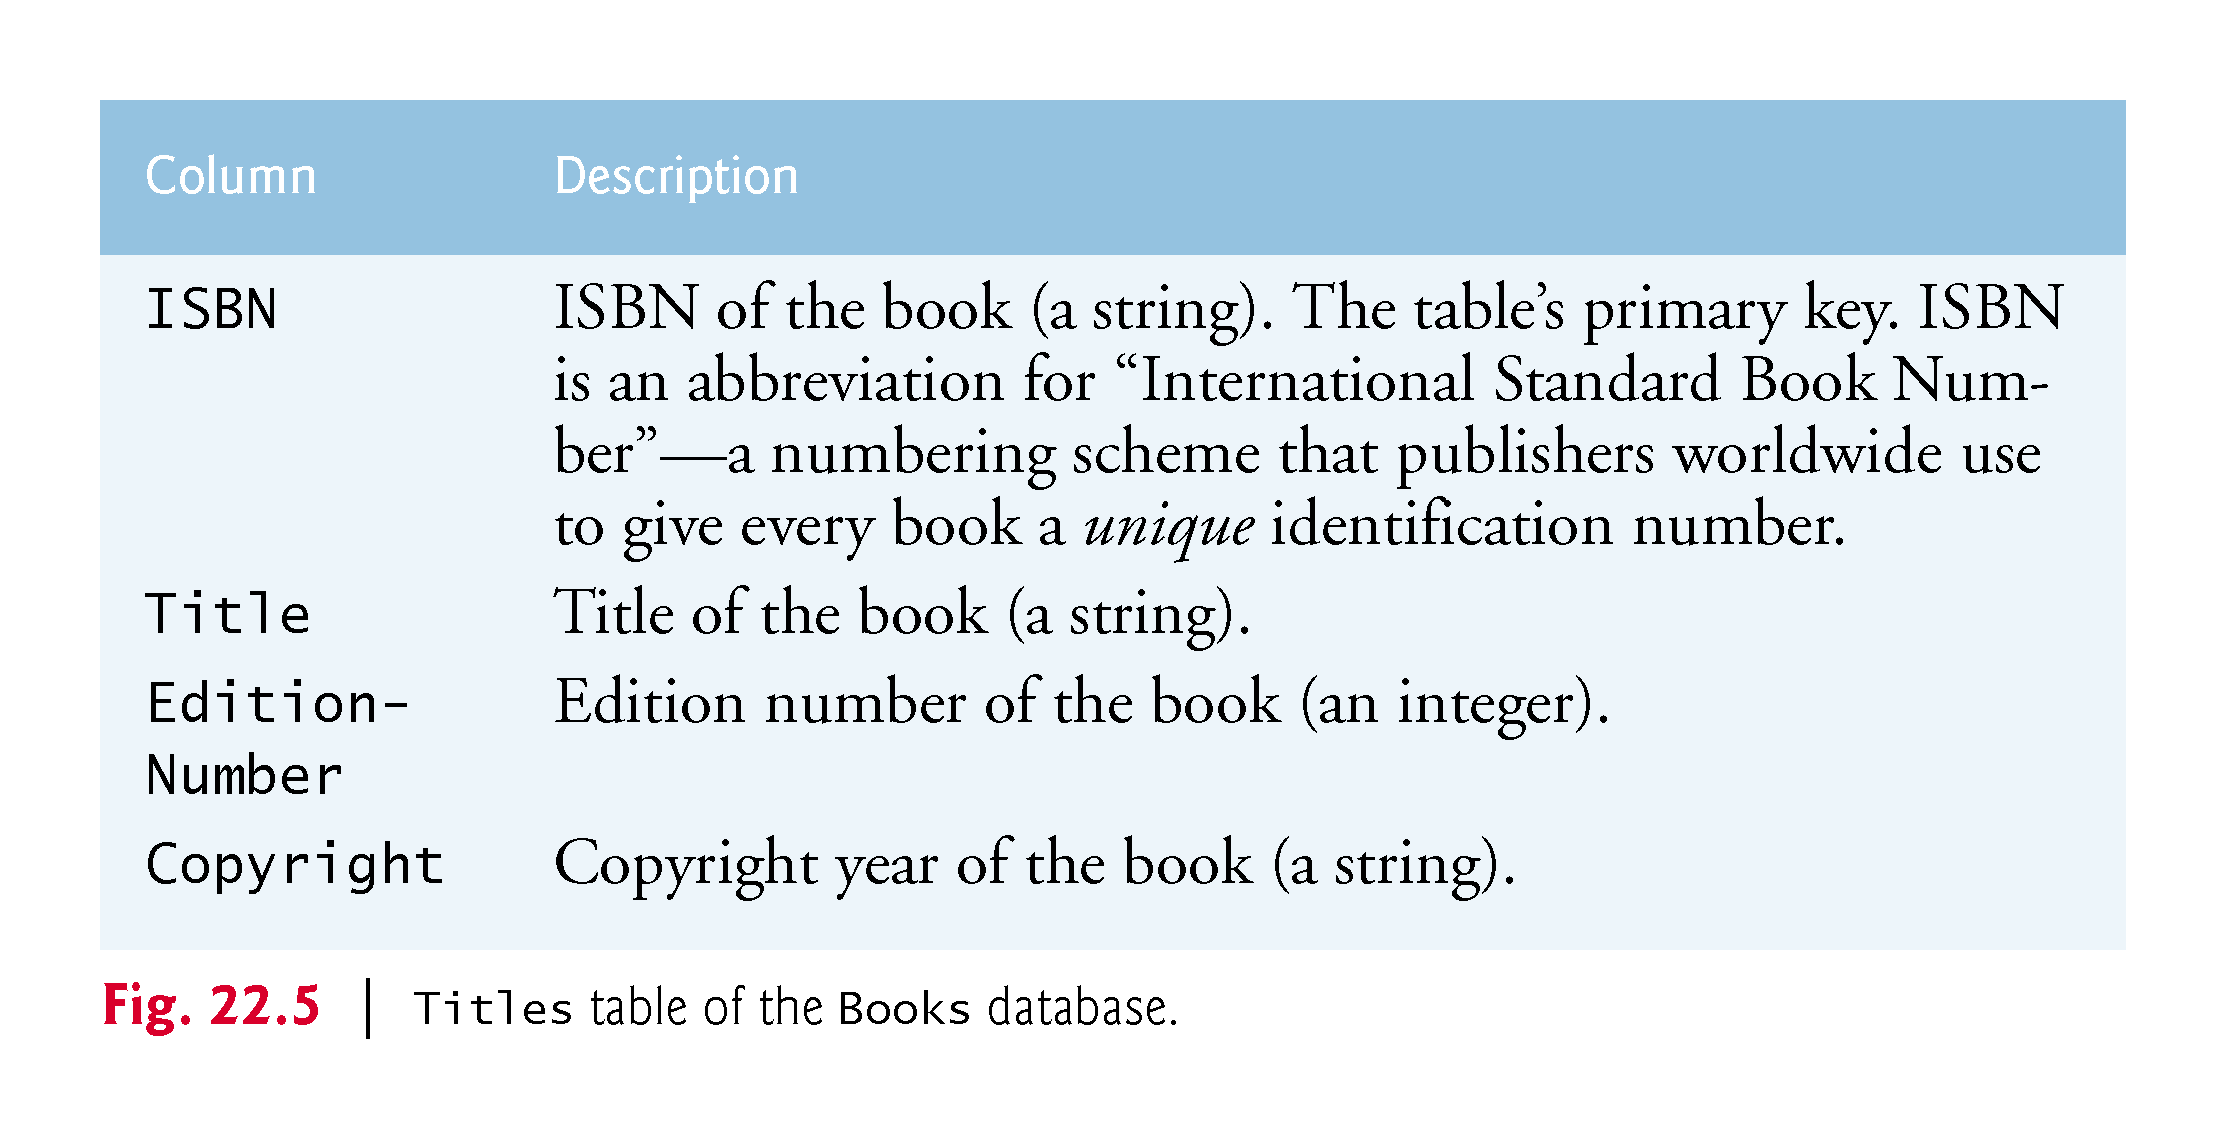 Column Description
ISBN ISBN of the book (a string). The table’s primary key. ISBN
is an abbreviation for “International Standard Book Num-
ber”—a numbering scheme that publishers worldwide use
to give every book a unique identification number.
Title Title of the book (a string).
Edition- Edition number of the book (an integer).
Number
Copyright Copyright year of the book (a string).
Fig. 22.5 | Titles table of the Books database.